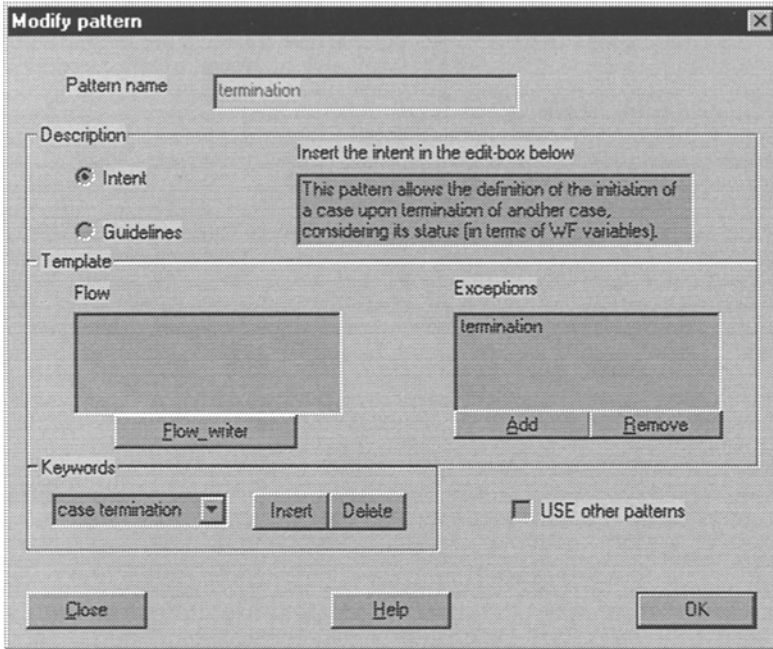 Modify pattern
Pattern name
termination
Description
Intent
Guidelines
Insert the intent in the edit-box below
This pattern allows the definition of the initiation of
a case upon termination of another case,
considering its status (in terms of WF variables).
Template
Flow
Flow_writer
Exceptions
termination
Add
Remove
Keywords
case termination
Insert
Delete
USE other patterns
Close
Help
OK